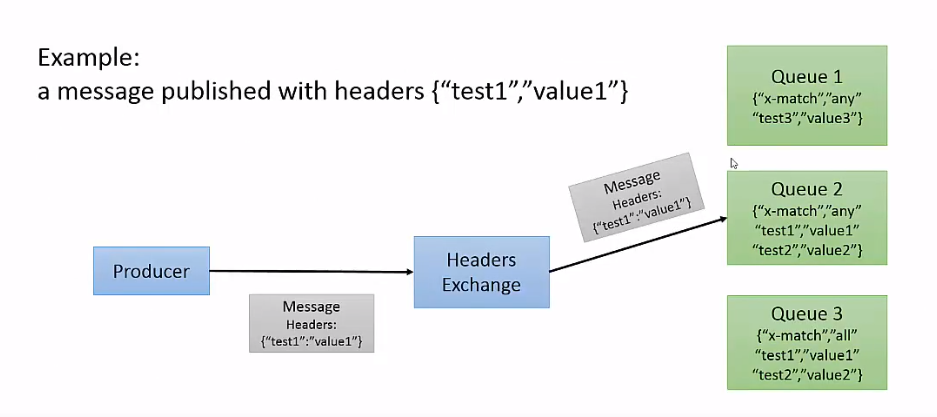 Example:
a message published with headers {“test1”,”value1”}
Queue 1
{“x-match”,”any”
“test3”,”value3”}
Message
Headers:
{“test1”:”value1”}
Queue 2
{“x-match”,”any”
“test1”,”value1”
“test2”,”value2”}
Producer
Headers
Exchange
Message
Headers:
{“test1”:”value1”}
Queue 3
{“x-match”,”all”
“test1”,”value1”
“test2”,”value2”}